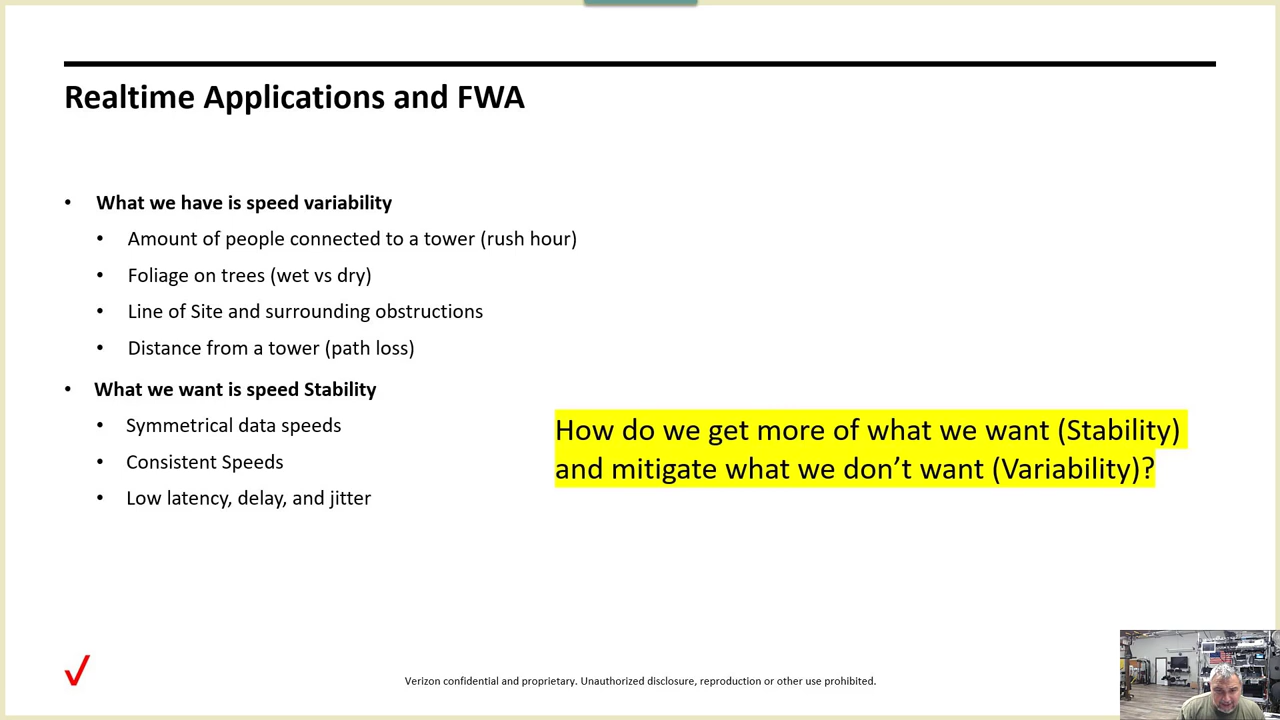 Realtime Applications and FWA
• What we have is speed variability
• Amount of people connected to a tower (rush hour)
• Foliage on trees (wet vs dry)
• Line of Site and surrounding obstructions
• Distance from a tower (path loss)
• What we want is speed Stability
• Symmetrical data speeds
• Consistent Speeds
• Low latency, delay, and jitter
How do we get more of what we want (Stability)
and mitigate what we don’t want (Variability)?
Verizon confidential and proprietary. Unauthorized disclosure, reproduction or other use prohibited.